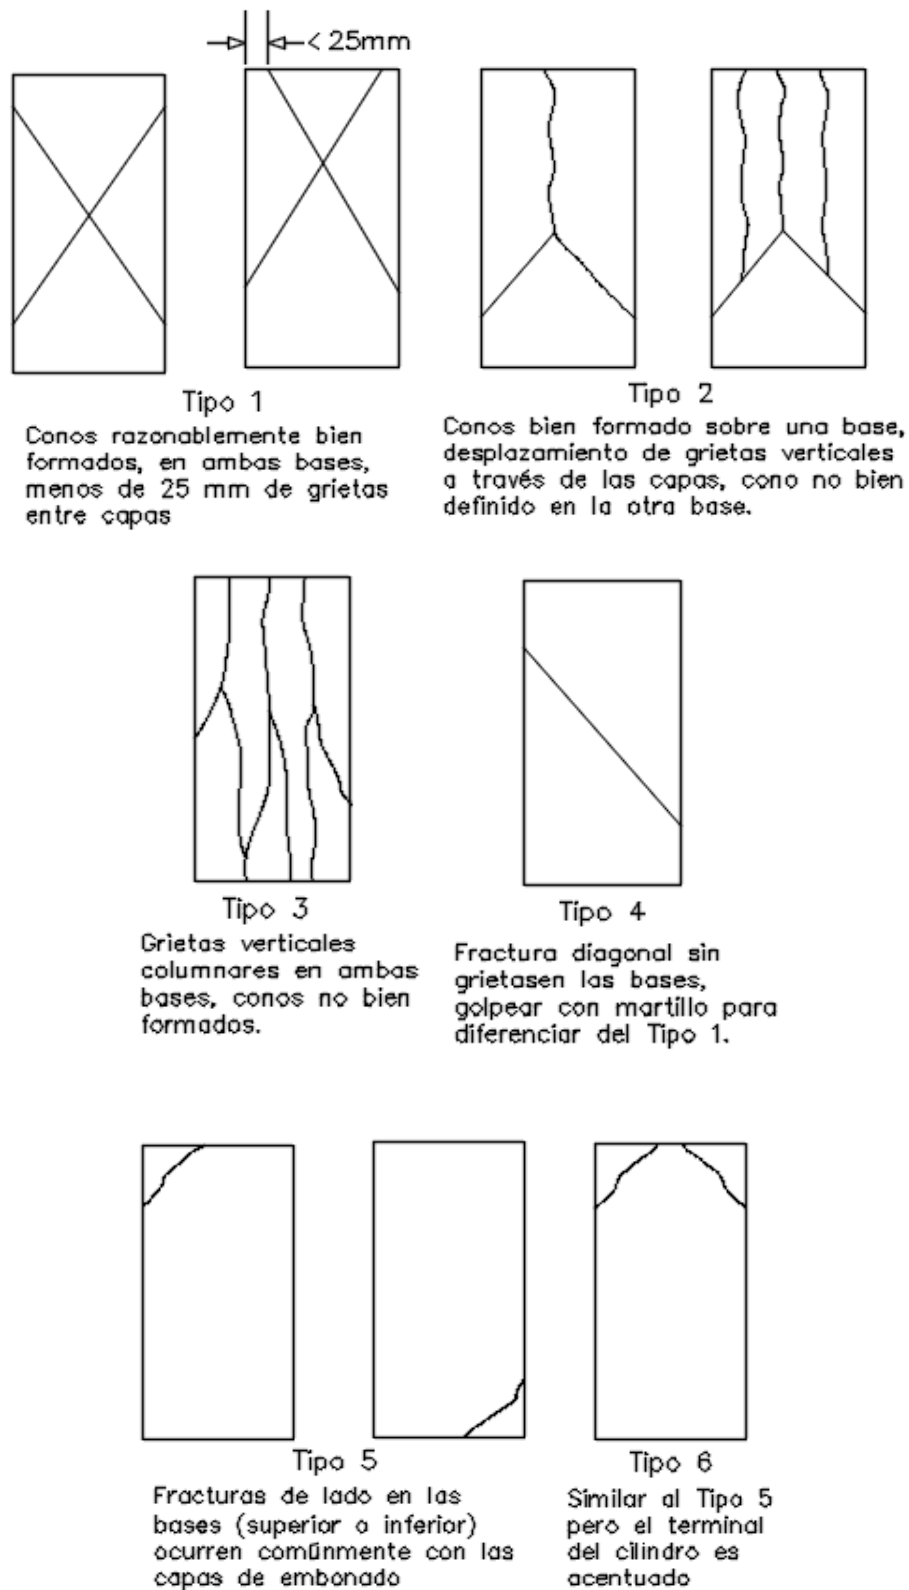 < 25mm
Tipo 1
Conos razonablemente bien
formados, en ambas bases,
menos de 25 mm de grietas
entre capas
Tipo 2
Conos bien formado sobre una base,
desplazamiento de grietas verticales
a través de las capas, cono no bien
definido en la otra base.
Tipo 3
Grietas verticales
columnares en ambas
bases, conos no bien
formados.
Tipo 4
Fractura diagonal sin
grietasen las bases,
golpear con martillo para
diferenciar del Tipo 1.
Tipo 5
Fracturas de lado en las
bases (superior o inferior)
ocurren comúnmente con las
capas de embonado
Tipo 6
Similar al Tipo 5
pero el terminal
del cilindro es
acentuado